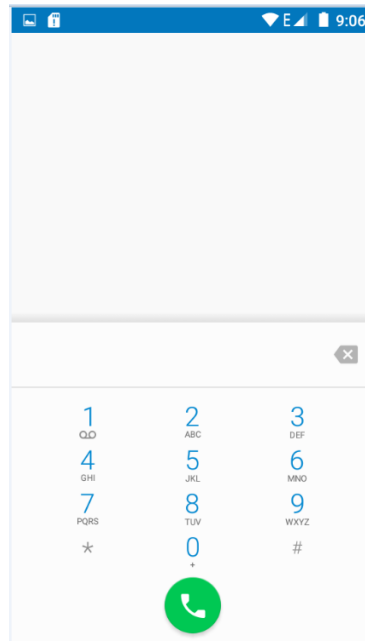 E 9:06
1 2 3
ABC DEF
4 5 6
GHI JKL MNO
7 8 9
PQRS TUV WXYZ
* 0 #
+